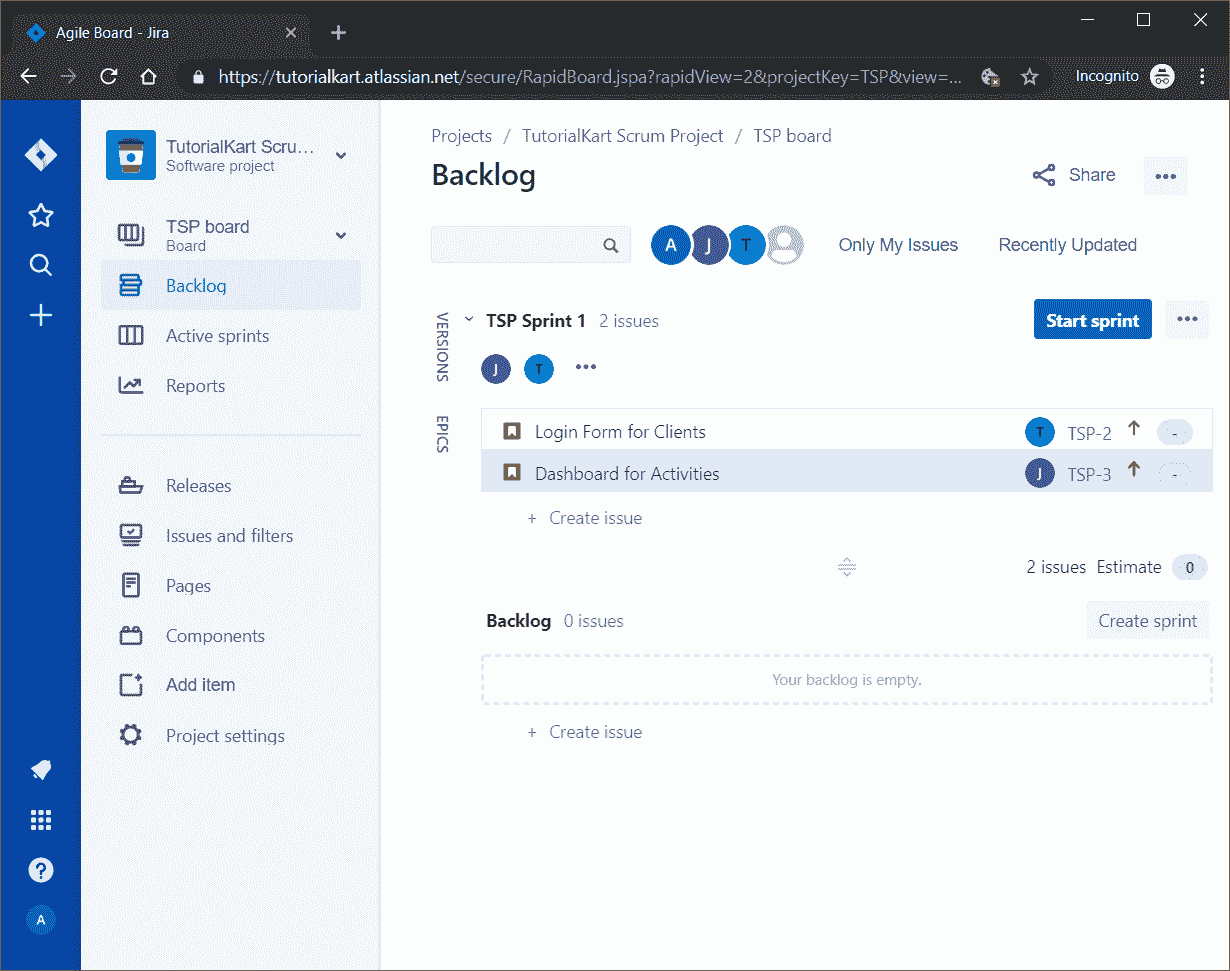 Agile Board - Jira
https://tutorialkart.atlassian.net/secure/RapidBoard.jspa?rapidView=2&projectKey=TSP&view=...
Incognito
TutorialKart Scru...
Software project
TSP board
Board
Backlog
Active sprints
Reports
Releases
Issues and filters
Pages
Components
Add item
Project settings
?
A
Projects / TutorialKart Scrum Project / TSP board
Backlog
Share
A J T
Only My Issues
Recently Updated
VERSIONS
EPICS
TSP Sprint 1 2 issues
Start sprint
J T
Login Form for Clients T TSP-2 -
Dashboard for Activities J TSP-3 -
+ Create issue
2 issues Estimate 0
Backlog 0 issues
Create sprint
Your backlog is empty.
+ Create issue